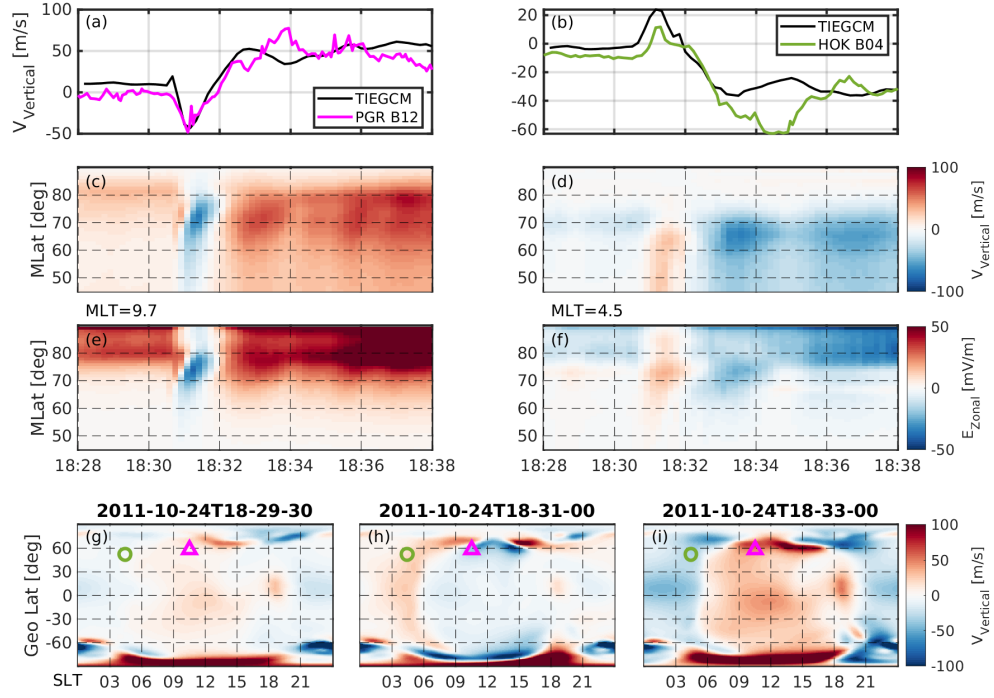 (a)
TIEGCM
PGR B12
V_Vertical [m/s]
100
50
0
-50
(b)
TIEGCM
HOK B04
20
0
-20
-40
-60
(c)
MLat [deg]
80
70
60
50
(d)
80
70
60
50
100
0
-100
V_Vertical [m/s]
MLT=9.7
MLT=4.5
(e)
MLat [deg]
80
70
60
50
18:28 18:30 18:32 18:34 18:36 18:38
(f)
80
70
60
50
18:28 18:30 18:32 18:34 18:36 18:38
50
0
-50
E_Zonal [mV/m]
2011-10-24T18-29-30
2011-10-24T18-31-00
2011-10-24T18-33-00
(g)
(h)
(i)
Geo Lat [deg]
60
30
0
-30
-60
SLT 03 06 09 12 15 18 21
03 06 09 12 15 18 21
03 06 09 12 15 18 21
100
50
0
-50
-100
V_Vertical [m/s]